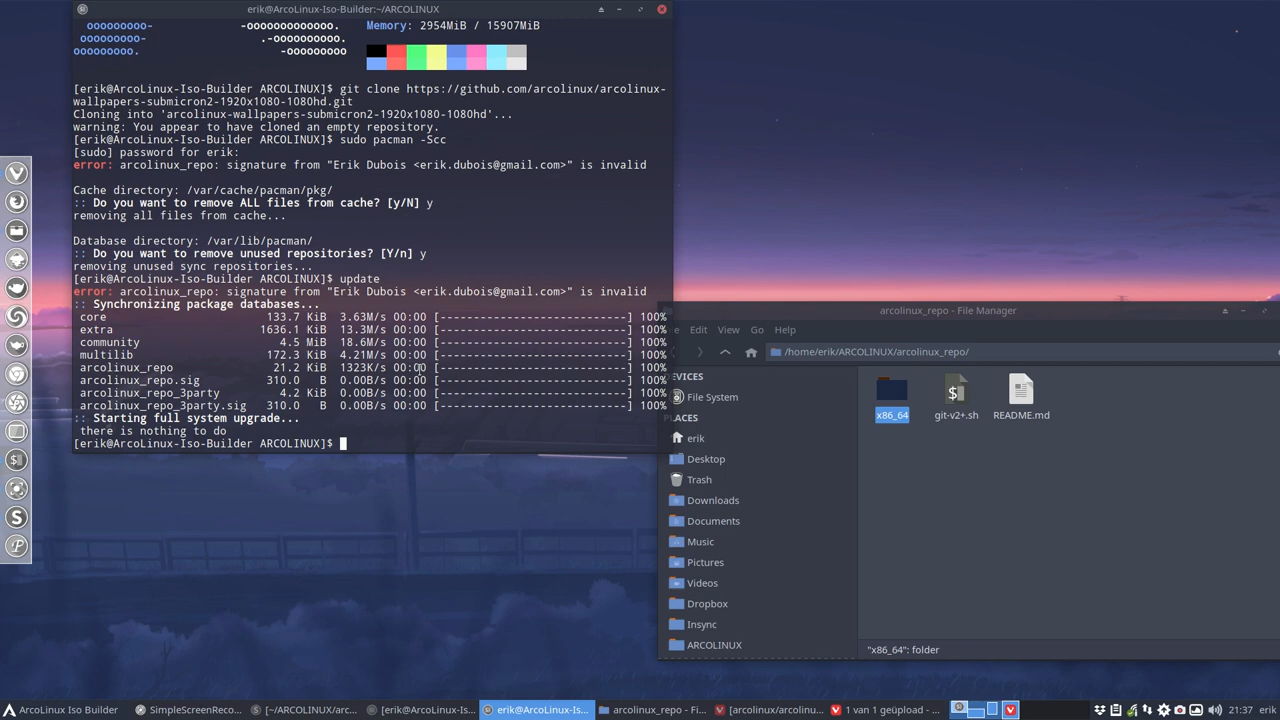 erik@ArcoLinux-Iso-Builder:~/ARCOLINUX
ooooooooo-               -ooooooooooooo.   Memory: 2954MiB / 15907MiB
ooooooooo-                 .-oooooooooo.
ooooooooo.                     -ooooooooo
[erik@ArcoLinux-Iso-Builder ARCOLINUX]$ git clone https://github.com/arcolinux/arcolinux-
wallpapers-submicron2-1920x1080-1080hd.git
Cloning into 'arcolinux-wallpapers-submicron2-1920x1080-1080hd'...
warning: You appear to have cloned an empty repository.
[erik@ArcoLinux-Iso-Builder ARCOLINUX]$ sudo pacman -Scc
[sudo] password for erik:
error: arcolinux_repo: signature from "Erik Dubois <erik.dubois@gmail.com>" is invalid
Cache directory: /var/cache/pacman/pkg/
:: Do you want to remove ALL files from cache? [y/N] y
removing all files from cache...
Database directory: /var/lib/pacman/
:: Do you want to remove unused repositories? [Y/n] y
removing unused sync repositories...
[erik@ArcoLinux-Iso-Builder ARCOLINUX]$ update
error: arcolinux_repo: signature from "Erik Dubois <erik.dubois@gmail.com>" is invalid
:: Synchronizing package databases...
core 133.7 KiB 3.63M/s 00:00 [----------------------------] 100%
extra 1636.1 KiB 13.3M/s 00:00 [----------------------------] 100%
community 4.5 MiB 18.6M/s 00:00 [----------------------------] 100%
multilib 172.3 KiB 4.21M/s 00:00 [----------------------------] 100%
arcolinux_repo 21.2 KiB 1323K/s 00:00 [----------------------------] 100%
arcolinux_repo.sig 310.0 B 0.00B/s 00:00 [----------------------------] 100%
arcolinux_repo_3party 4.2 KiB 0.00B/s 00:00 [----------------------------] 100%
arcolinux_repo_3party.sig 310.0 B 0.00B/s 00:00 [----------------------------] 100%
:: Starting full system upgrade...
there is nothing to do
[erik@ArcoLinux-Iso-Builder ARCOLINUX]$
arcolinux_repo - File Manager
Edit View Go Help
/home/erik/ARCOLINUX/arcolinux_repo/
EVICES
File System
PLACES
erik
Desktop
Trash
Downloads
Documents
Music
Pictures
Videos
Dropbox
Insync
ARCOLINUX
x86_64
git-v2+.sh
README.md
"x86_64": folder
ArcoLinux Iso Builder
SimpleScreenReco...
[~/ARCOLINUX/arc...
[erik@ArcoLinux-Is...
erik@ArcoLinux-Is...
arcolinux_repo - Fi...
[arcolinux/arcolinu...
1 van 1 geüpload - ...
21:37 erik